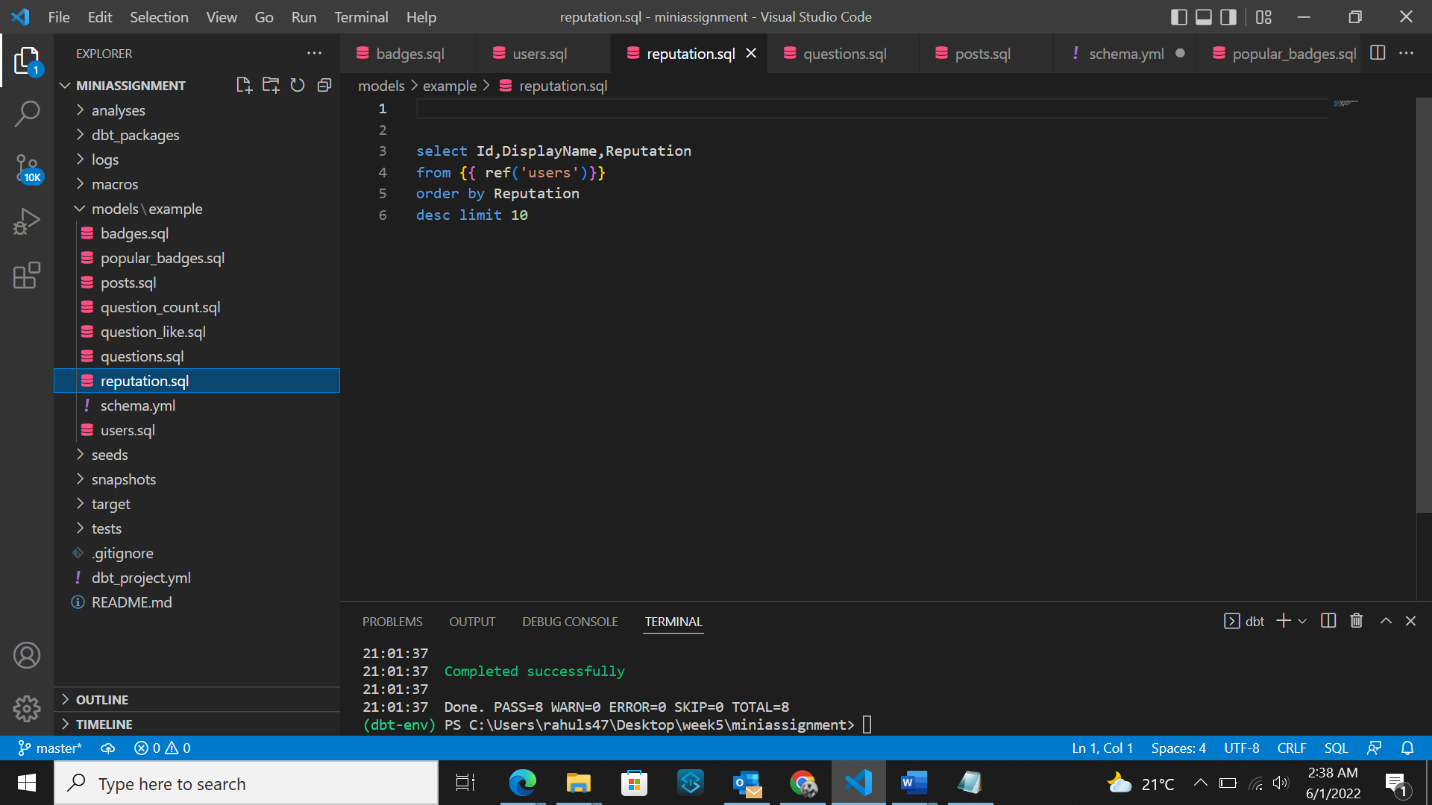 File Edit Selection View Go Run Terminal Help reputation.sql - miniassignment - Visual Studio Code
EXPLORER
badges.sql users.sql reputation.sql questions.sql posts.sql ! schema.yml popular_badges.sql
MINIASSIGNMENT
models > example > reputation.sql
analyses
dbt_packages
logs
macros
models\example
badges.sql
popular_badges.sql
posts.sql
question_count.sql
question_like.sql
questions.sql
reputation.sql
! schema.yml
users.sql
seeds
snapshots
target
tests
.gitignore
! dbt_project.yml
README.md
OUTLINE
TIMELINE
1
2
3 select Id,DisplayName,Reputation
4 from {{ ref('users')}}
5 order by Reputation
6 desc limit 10
PROBLEMS OUTPUT DEBUG CONSOLE TERMINAL dbt
21:01:37
21:01:37 Completed successfully
21:01:37
21:01:37 Done. PASS=8 WARN=0 ERROR=0 SKIP=0 TOTAL=8
(dbt-env) PS C:\Users\rahuls47\Desktop\week5\miniassignment>
1
10K
master* 0 0 Ln 1, Col 1 Spaces: 4 UTF-8 CRLF SQL
Type here to search
21°C
2:38 AM
6/1/2022
1